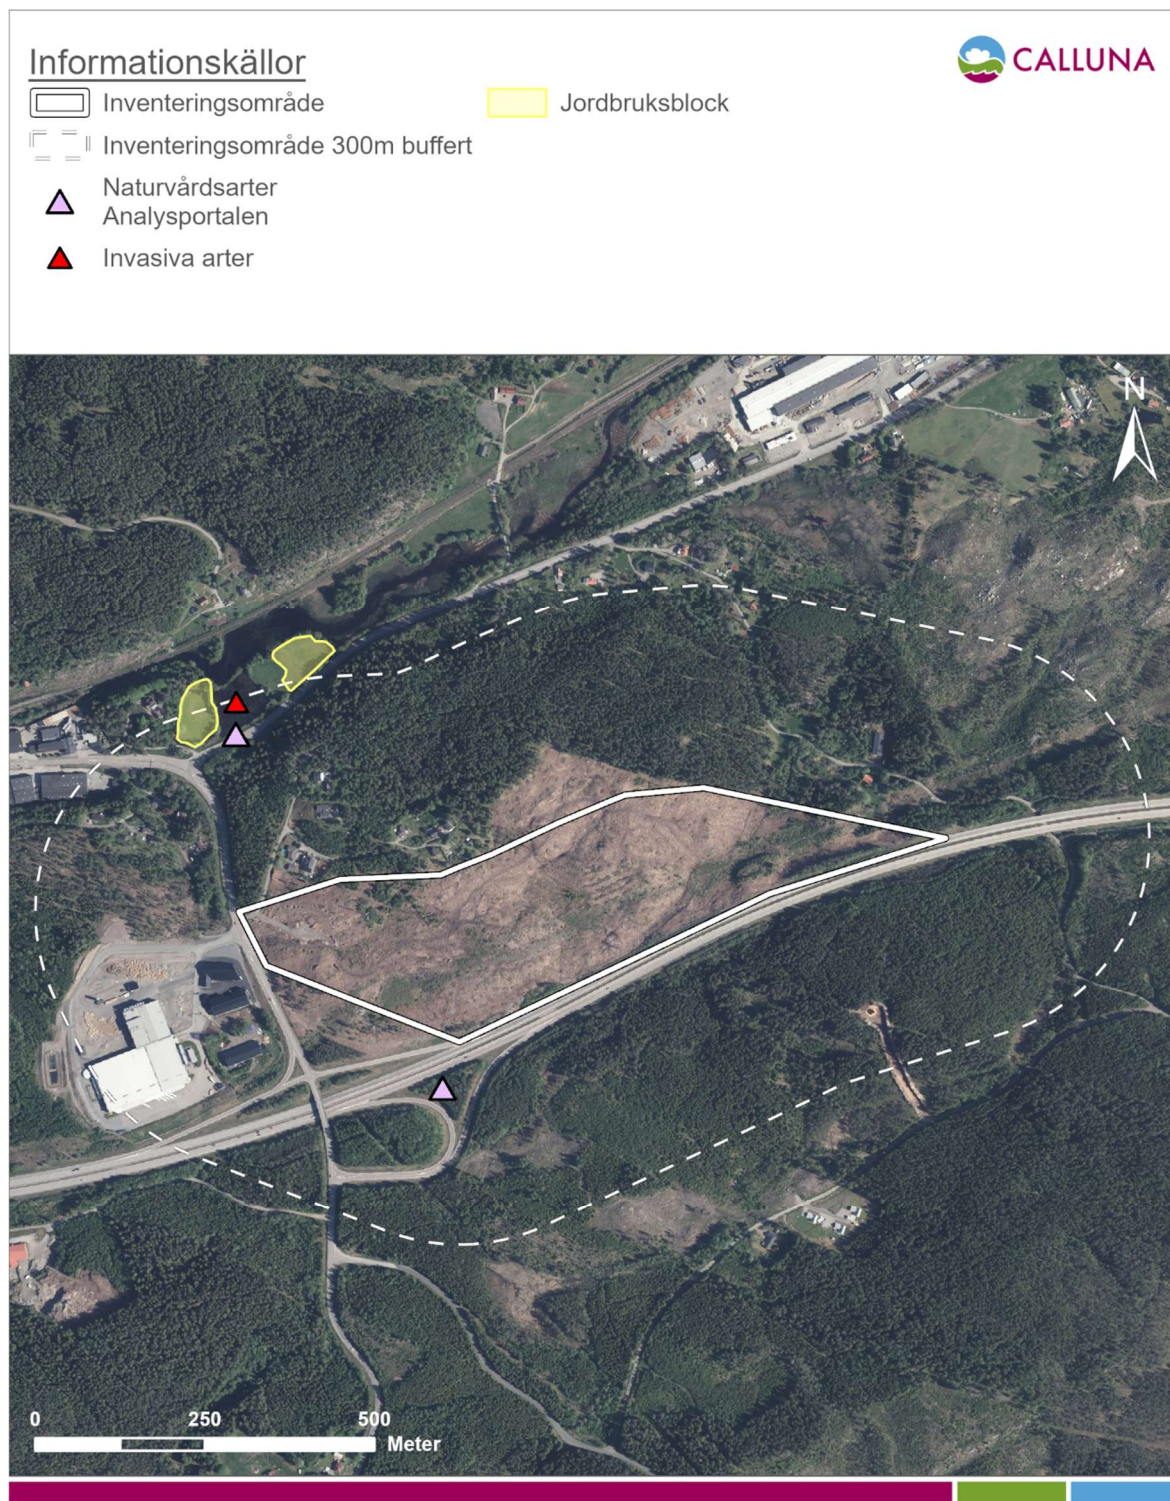 Informationskällor
CALLUNA
Inventeringsområde
Jordbruksblock
Inventeringsområde 300m buffert
Naturvårdsarter
Analysportalen
Invasiva arter
N
0 250 500
Meter